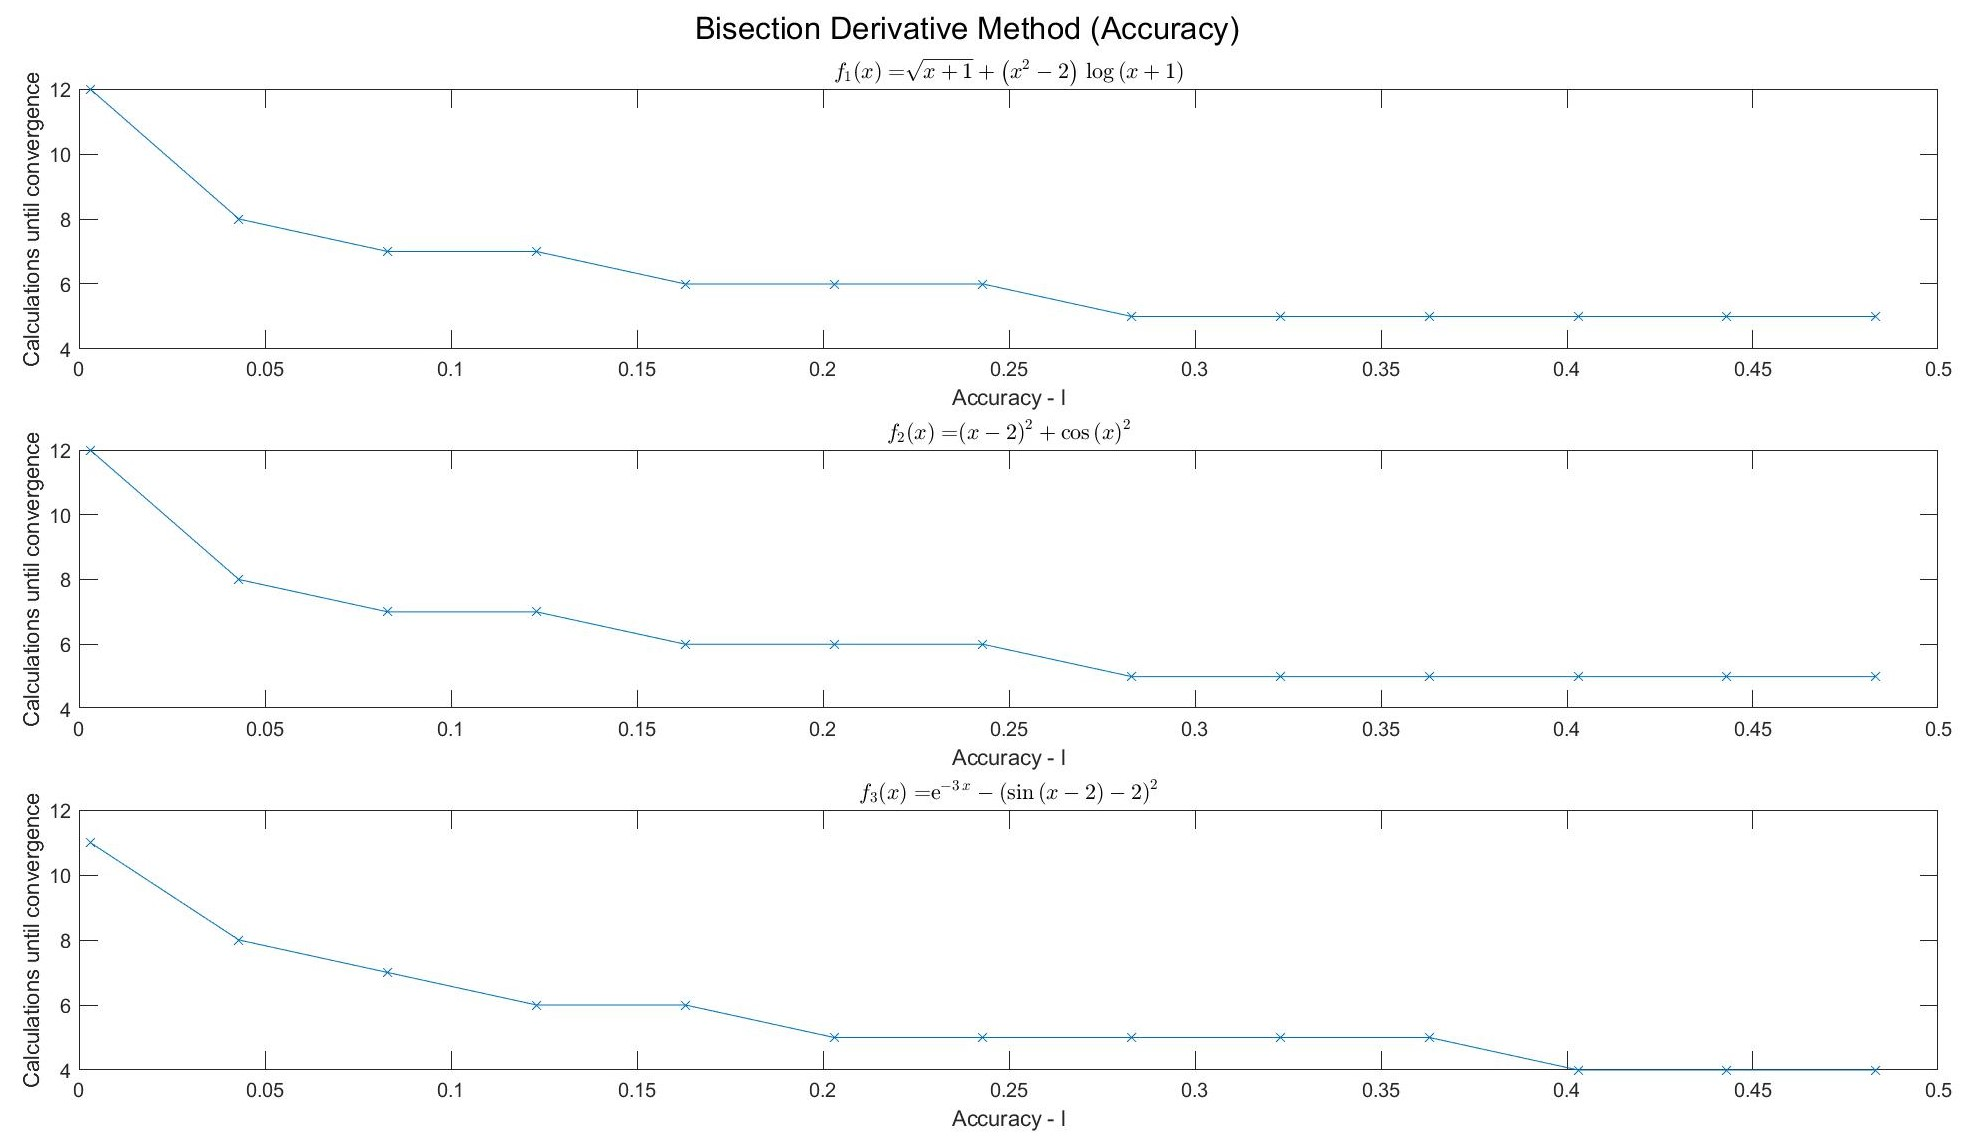 Bisection Derivative Method (Accuracy)
f₁(x) =√(x + 1) + (x² − 2) log (x + 1)
Calculations until convergence
12
10
8
6
4
0 0.05 0.1 0.15 0.2 0.25 0.3 0.35 0.4 0.45 0.5
Accuracy - l
f₂(x) =(x − 2)² + cos (x)²
Calculations until convergence
12
10
8
6
4
0 0.05 0.1 0.15 0.2 0.25 0.3 0.35 0.4 0.45 0.5
Accuracy - l
f₃(x) =e⁻³ ˣ − (sin (x − 2) − 2)²
Calculations until convergence
12
10
8
6
4
0 0.05 0.1 0.15 0.2 0.25 0.3 0.35 0.4 0.45 0.5
Accuracy - l